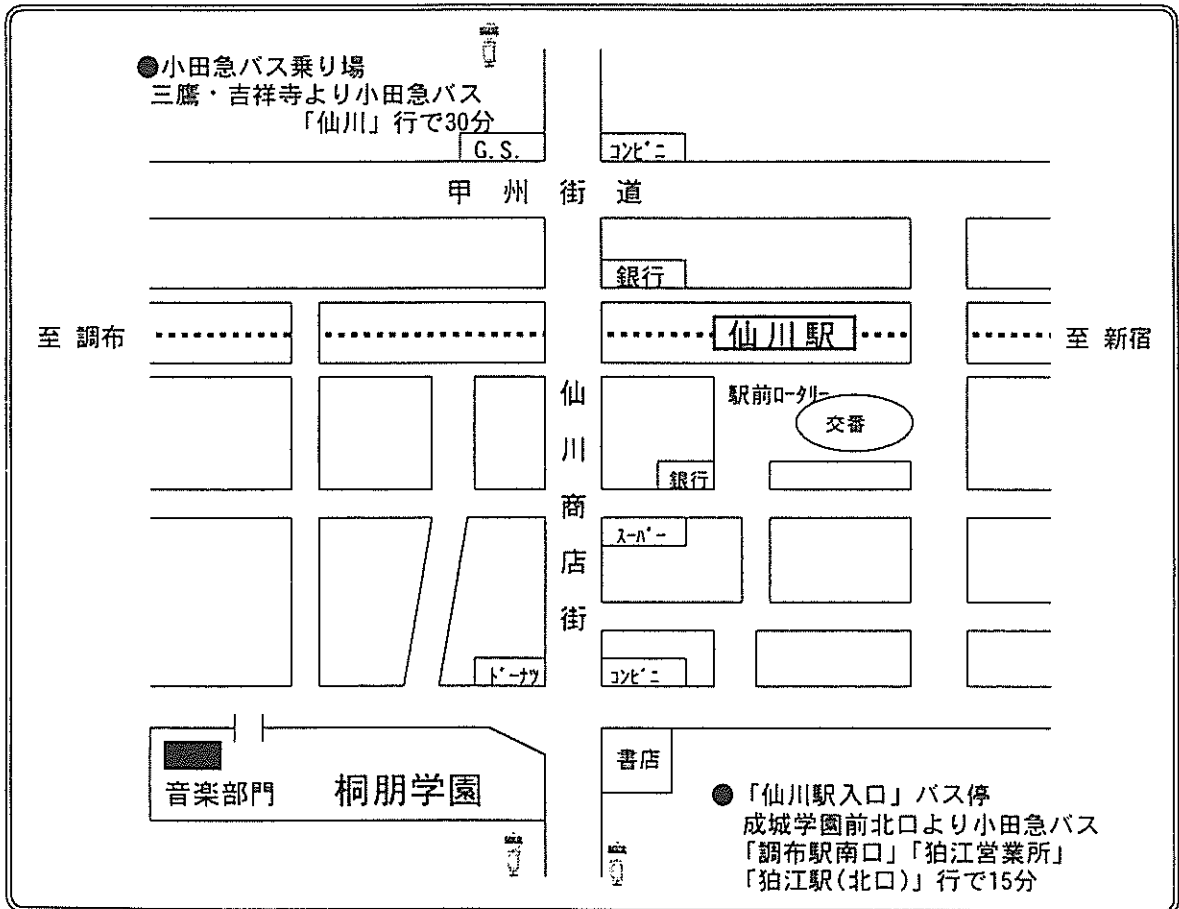 ●小田急バス乗り場
三鷹・吉祥寺より小田急バス
「仙川」行で30分
G.S.
コンビニ
甲州街道
銀行
至 調布
仙川駅
至 新宿
駅前ロータリー
交番
仙川商店街
銀行
スーパー
ドーナツ
コンビニ
書店
音楽部門
桐朋学園
●「仙川駅入口」バス停
成城学園前北口より小田急バス
「調布駅南口」「狛江営業所」
「狛江駅(北口)」行で15分